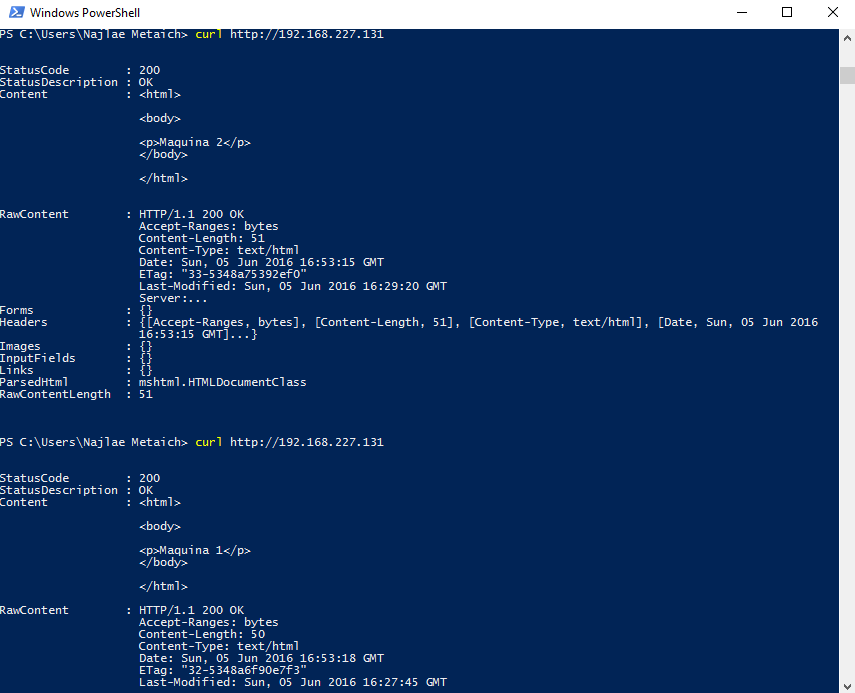 Windows PowerShell
PS C:\Users\Najlae Metaich> curl http://192.168.227.131
StatusCode : 200
StatusDescription : OK
Content : <html>
<body>
<p>Maquina 2</p>
</body>
</html>
RawContent : HTTP/1.1 200 OK
Accept-Ranges: bytes
Content-Length: 51
Content-Type: text/html
Date: Sun, 05 Jun 2016 16:53:15 GMT
ETag: "33-5348a75392ef0"
Last-Modified: Sun, 05 Jun 2016 16:29:20 GMT
Server:...
Forms : {}
Headers : {[Accept-Ranges, bytes], [Content-Length, 51], [Content-Type, text/html], [Date, Sun, 05 Jun 2016
16:53:15 GMT]...}
Images : {}
InputFields : {}
Links : {}
ParsedHtml : mshtml.HTMLDocumentClass
RawContentLength : 51
PS C:\Users\Najlae Metaich> curl http://192.168.227.131
StatusCode : 200
StatusDescription : OK
Content : <html>
<body>
<p>Maquina 1</p>
</body>
</html>
RawContent : HTTP/1.1 200 OK
Accept-Ranges: bytes
Content-Length: 50
Content-Type: text/html
Date: Sun, 05 Jun 2016 16:53:18 GMT
ETag: "32-5348a6f90e7f3"
Last-Modified: Sun, 05 Jun 2016 16:27:45 GMT